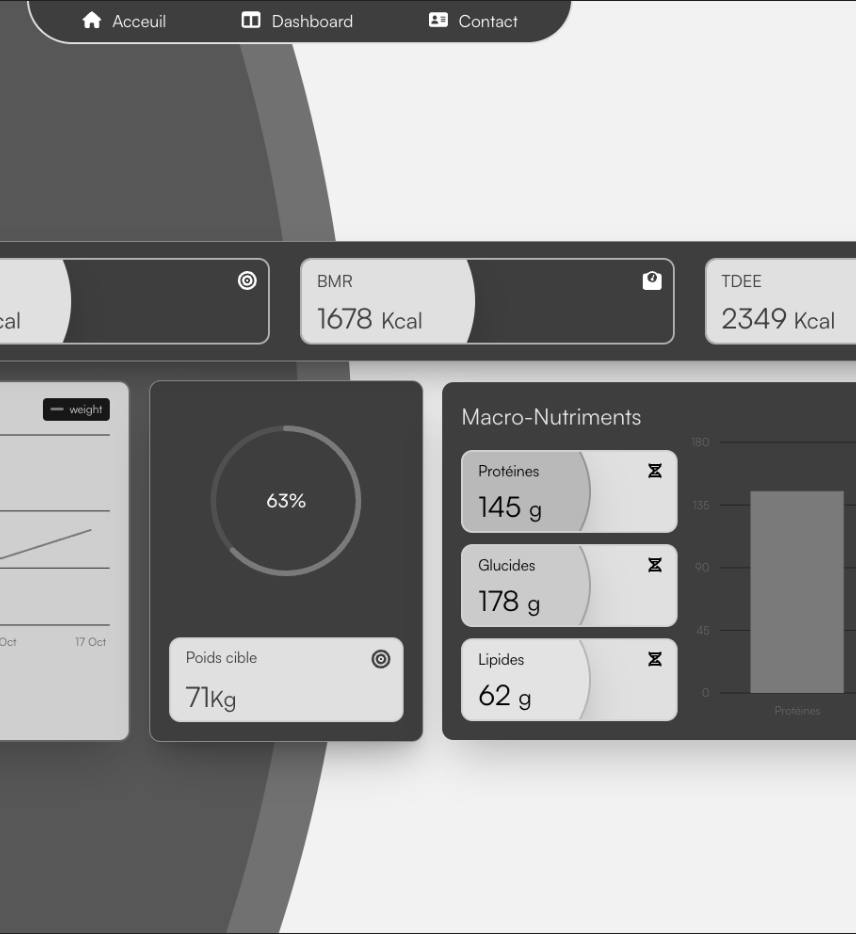 Acceuil
Dashboard
Contact
cal
BMR
1678 Kcal
TDEE
2349 Kcal
weight
Oct
17 Oct
63%
Poids cible
71Kg
Macro-Nutriments
Protéines
145 g
Glucides
178 g
Lipides
62 g
180
135
90
45
0
Protéines